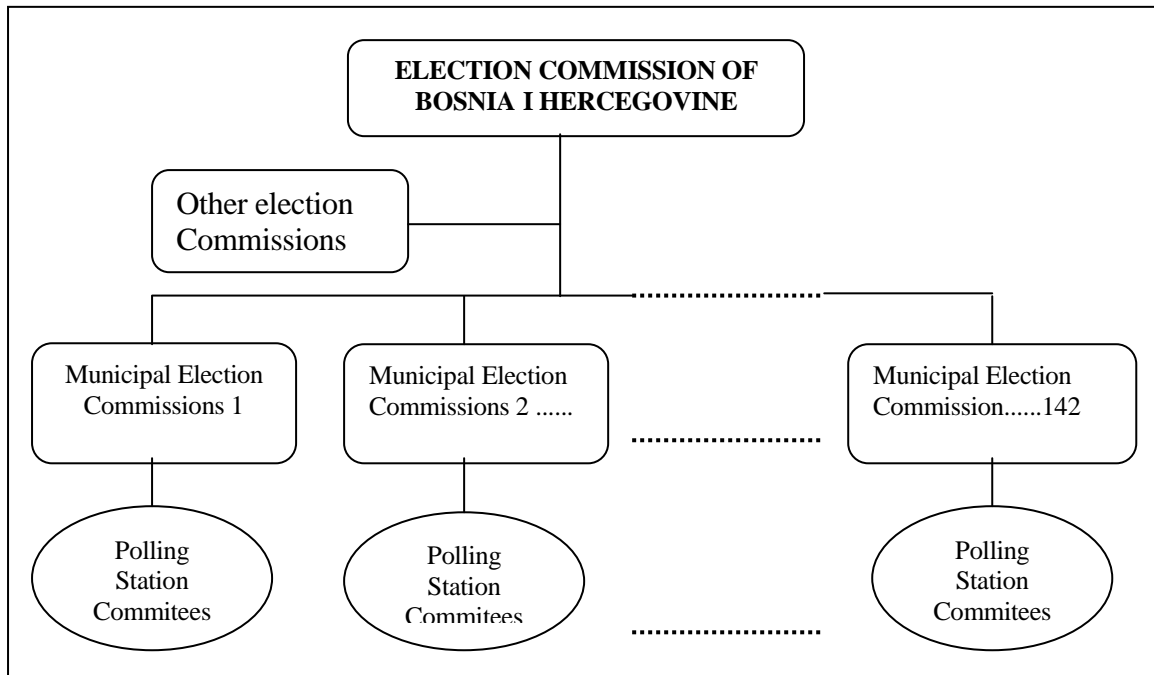 ELECTION COMMISSION OF
BOSNIA I HERCEGOVINE
Other election
Commissions
Municipal Election
Commissions 1
Municipal Election
Commissions 2 ......
Municipal Election
Commission......142
Polling
Station
Commitees
Polling
Station
Commitees
Polling
Station
Commitees